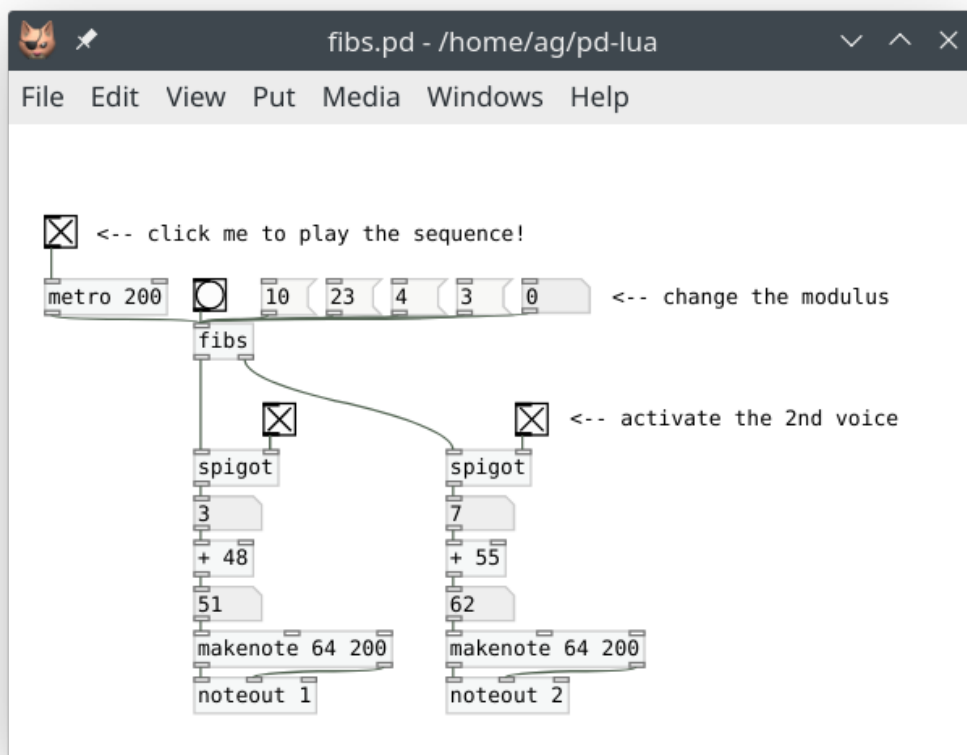 fibs.pd - /home/ag/pd-lua
File Edit View Put Media Windows Help
<-- click me to play the sequence!
metro 200 10 23 4 3 0 <-- change the modulus
fibs
<-- activate the 2nd voice
spigot spigot
3 7
+ 48 + 55
51 62
makenote 64 200 makenote 64 200
noteout 1 noteout 2